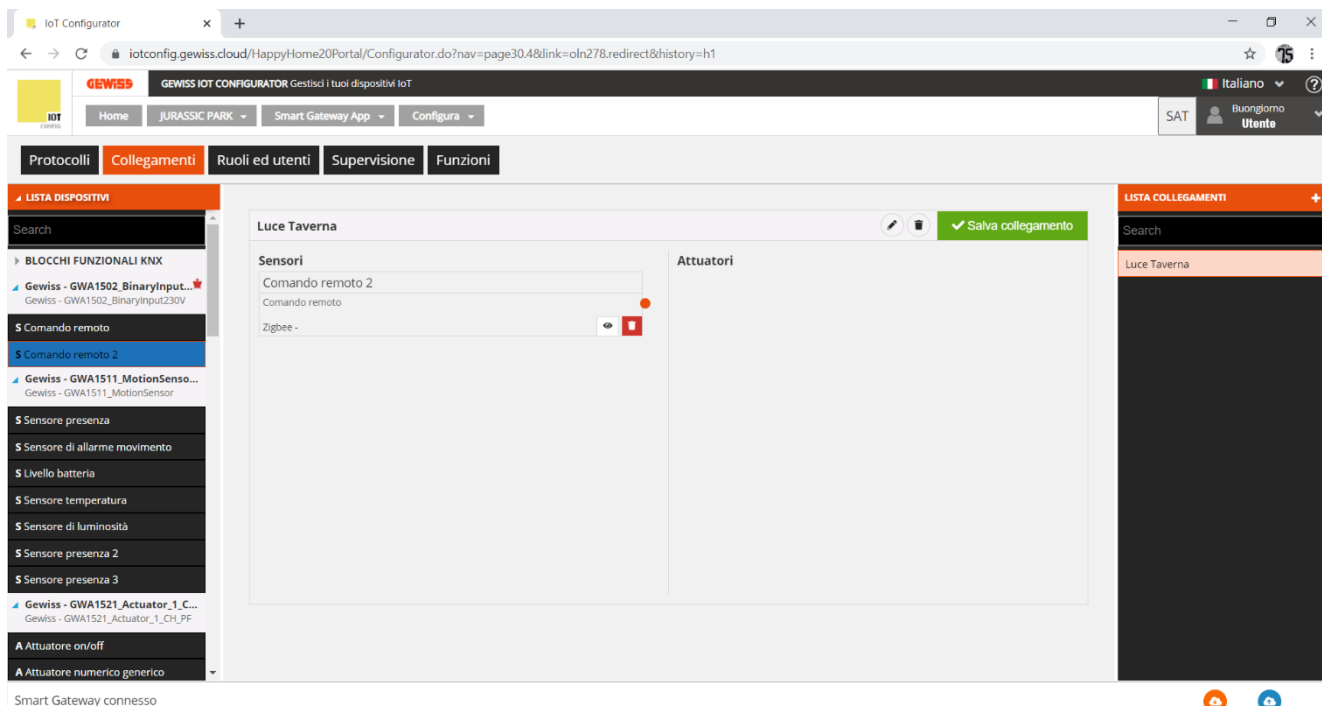 IoT Configurator
iotconfig.gewiss.cloud/HappyHome20Portal/Configurator.do?nav=page30.4&link=oln278.redirect&history=h1
IOT
CONFIG
GEWISS
GEWISS IOT CONFIGURATOR Gestisci i tuoi dispositivi IoT
Italiano
Home
JURASSIC PARK
Smart Gateway App
Configura
SAT
Buongiorno
Utente
Protocolli
Collegamenti
Ruoli ed utenti
Supervisione
Funzioni
LISTA DISPOSITIVI
Search
BLOCCHI FUNZIONALI KNX
Gewiss - GWA1502_BinaryInput...
Gewiss - GWA1502_BinaryInput230V
S Comando remoto
S Comando remoto 2
Gewiss - GWA1511_MotionSenso...
Gewiss - GWA1511_MotionSensor
S Sensore presenza
S Sensore di allarme movimento
S Livello batteria
S Sensore temperatura
S Sensore di luminosità
S Sensore presenza 2
S Sensore presenza 3
Gewiss - GWA1521_Actuator_1_C...
Gewiss - GWA1521_Actuator_1_CH_PF
A Attuatore on/off
A Attuatore numerico generico
Luce Taverna
Salva collegamento
Sensori
Comando remoto 2
Comando remoto
Zigbee -
Attuatori
LISTA COLLEGAMENTI
Search
Luce Taverna
Smart Gateway connesso